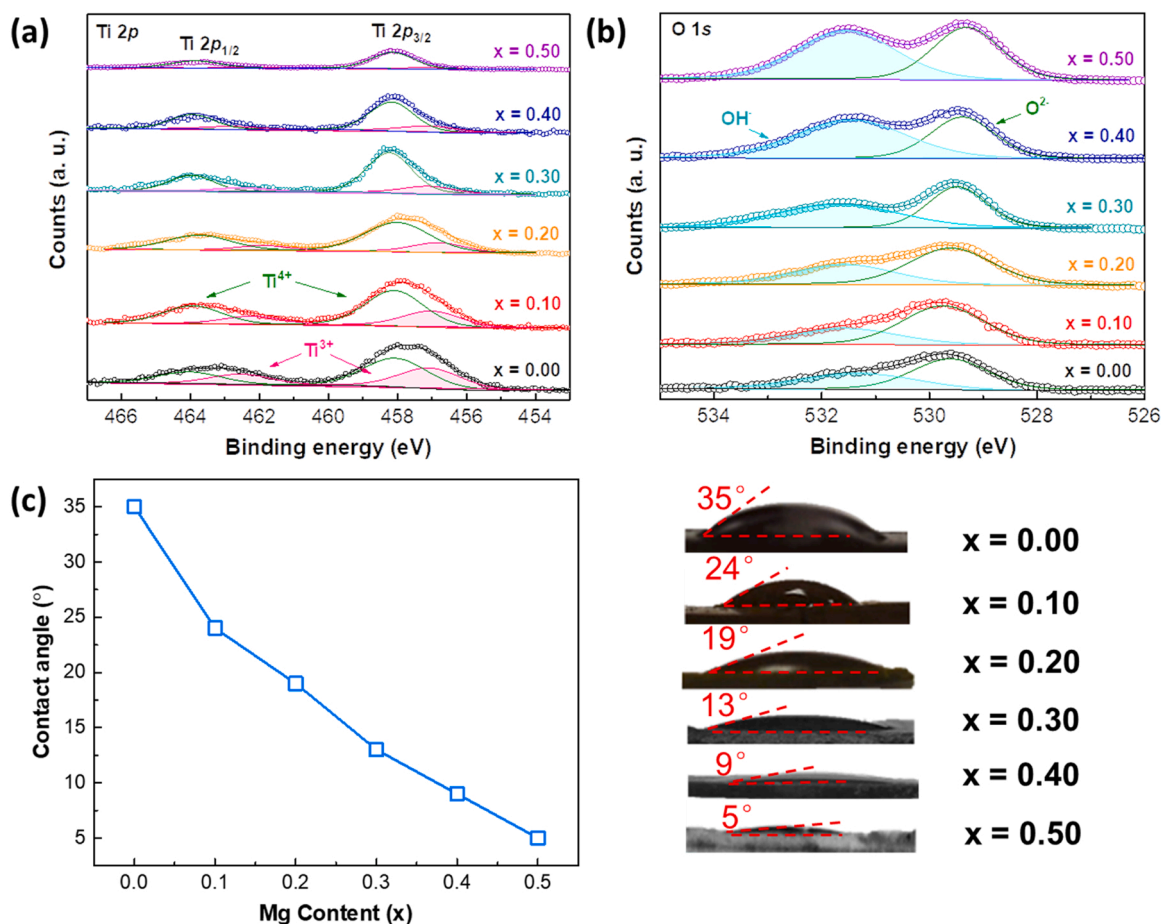 (a)
Ti 2p
Ti 2p1/2
Ti 2p3/2
x = 0.50
x = 0.40
x = 0.30
x = 0.20
Ti4+
x = 0.10
Ti3+
x = 0.00
Counts (a. u.)
466 464 462 460 458 456 454
Binding energy (eV)
(b)
O 1s
x = 0.50
OH-
O2-
x = 0.40
x = 0.30
x = 0.20
x = 0.10
x = 0.00
Counts (a. u.)
534 532 530 528 526
Binding energy (eV)
(c)
Contact angle (°)
35
30
25
20
15
10
5
0.0 0.1 0.2 0.3 0.4 0.5
Mg Content (x)
35°
x = 0.00
24°
x = 0.10
19°
x = 0.20
13°
x = 0.30
9°
x = 0.40
5°
x = 0.50